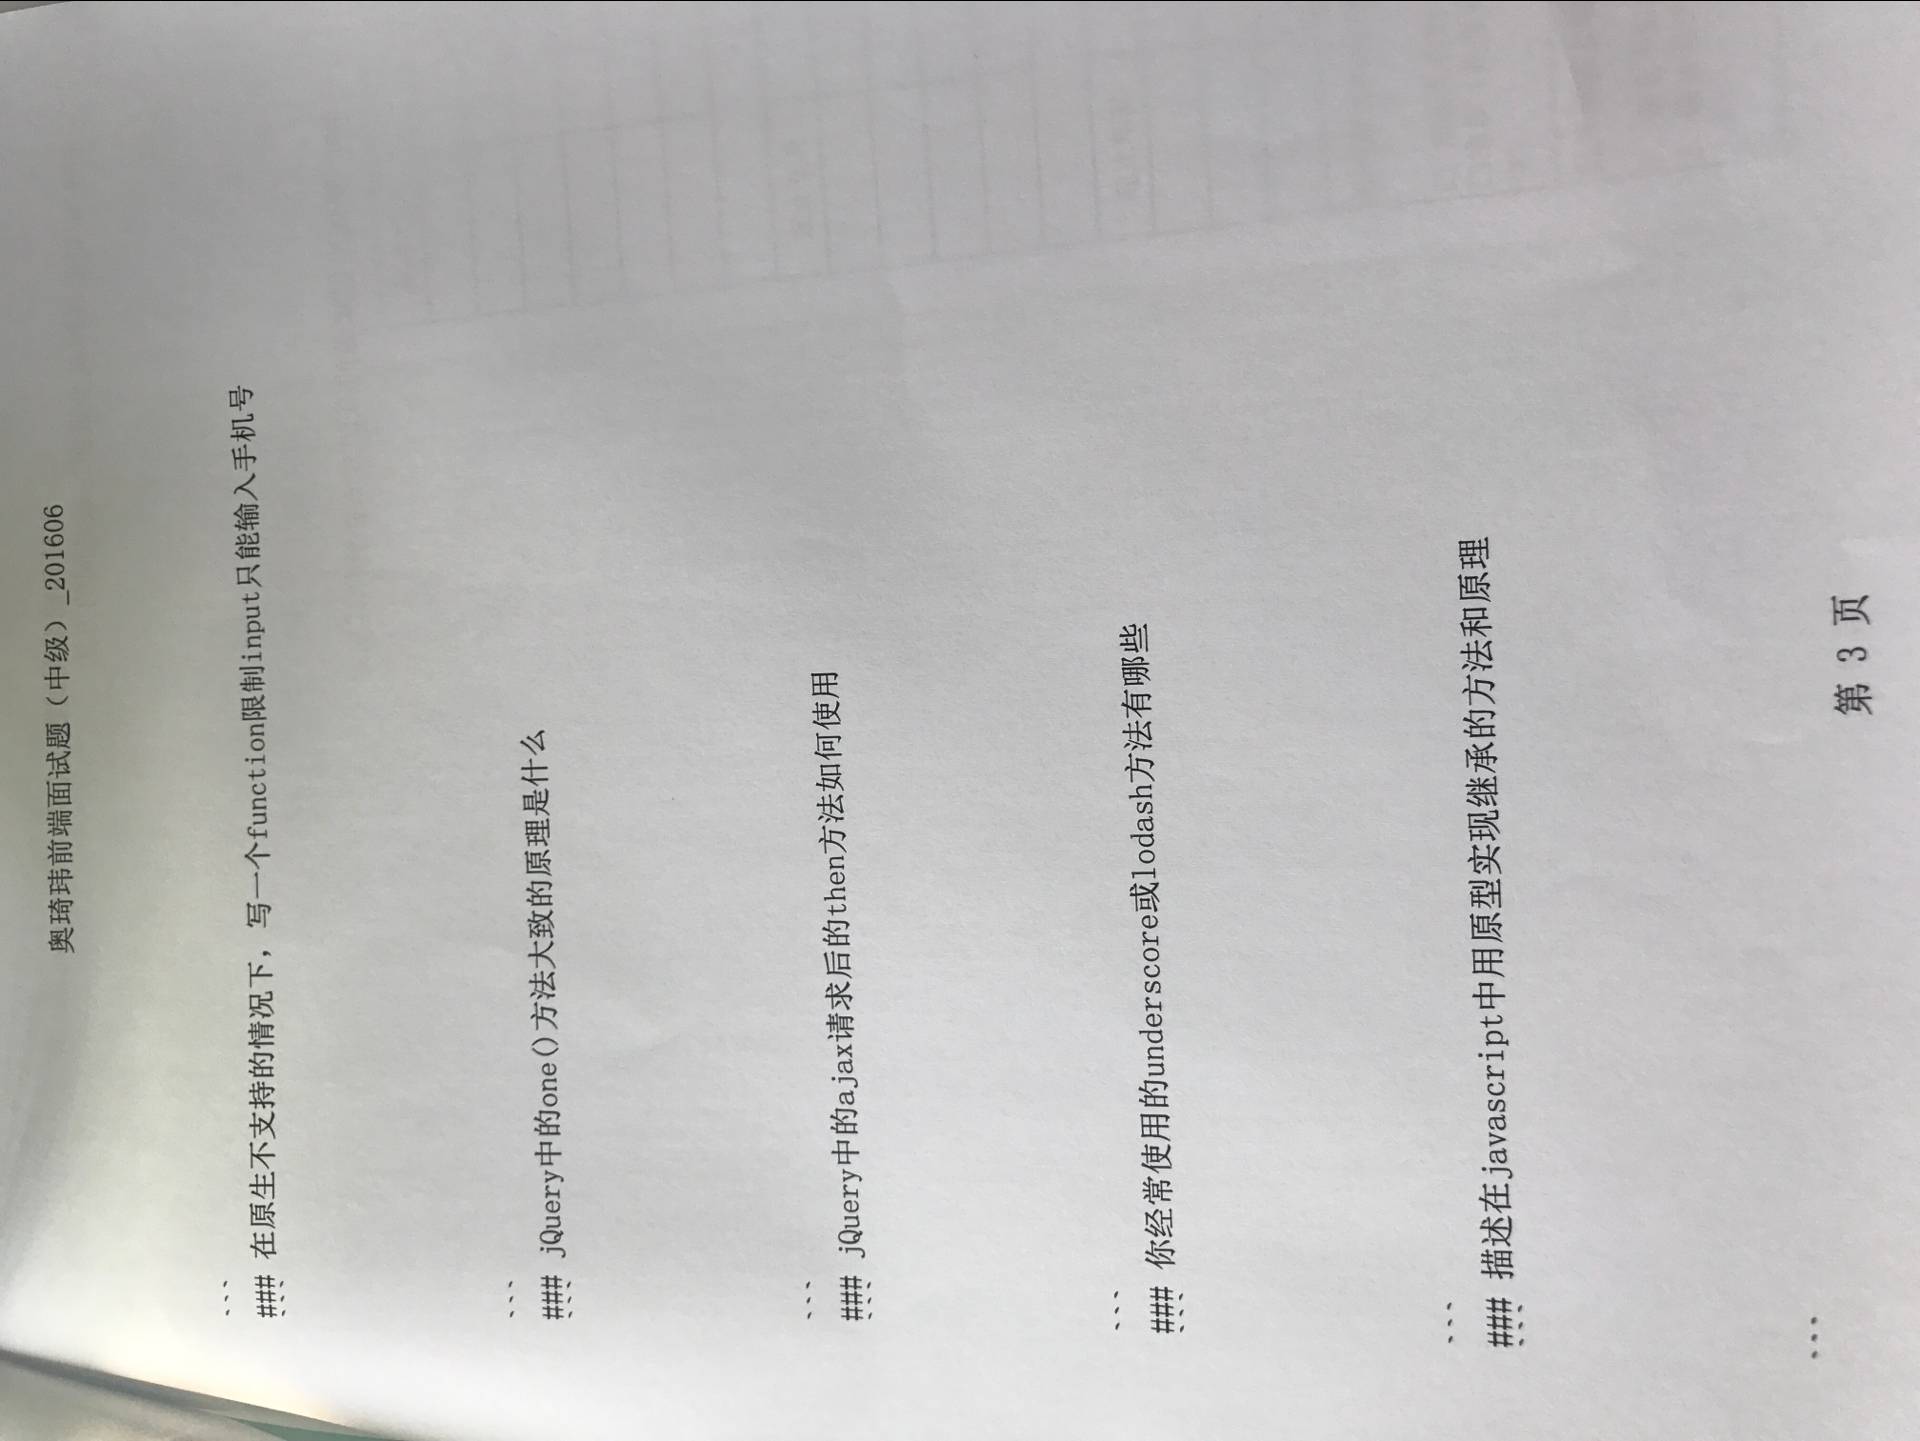 奥琦玮前端面试题（中级）_201606
```
### 在原生不支持的情况下，写一个function限制input只能输入手机号
```
```
### jQuery中的one()方法大致的原理是什么
```
```
### jQuery中的ajax请求后的then方法如何使用
```
```
### 你经常使用的underscore或lodash方法有哪些
```
```
### 描述在javascript中用原型实现继承的方法和原理
```
```
第 3 页